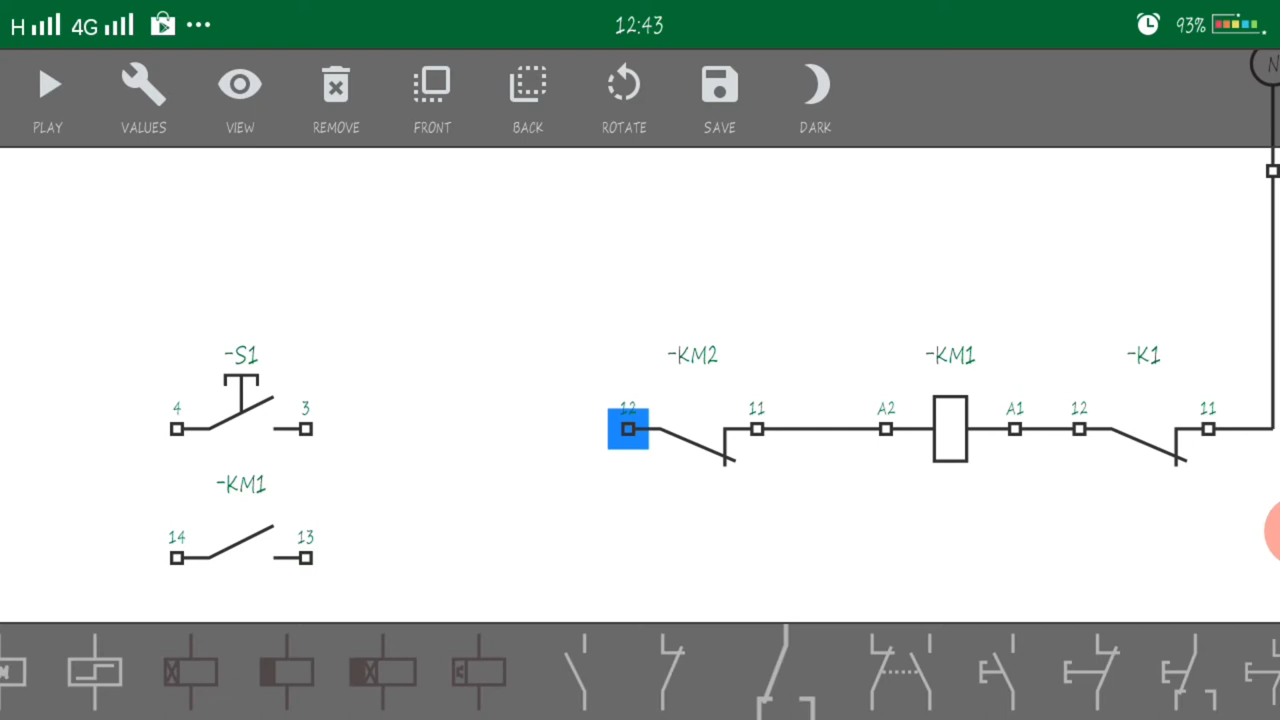 H 4G 12:43 93%
N
PLAY VALUES VIEW REMOVE FRONT BACK ROTATE SAVE DARK
-S1 -KM2 -KM1 -K1
4 3 12 11 A2 A1 12 11
-KM1
14 13